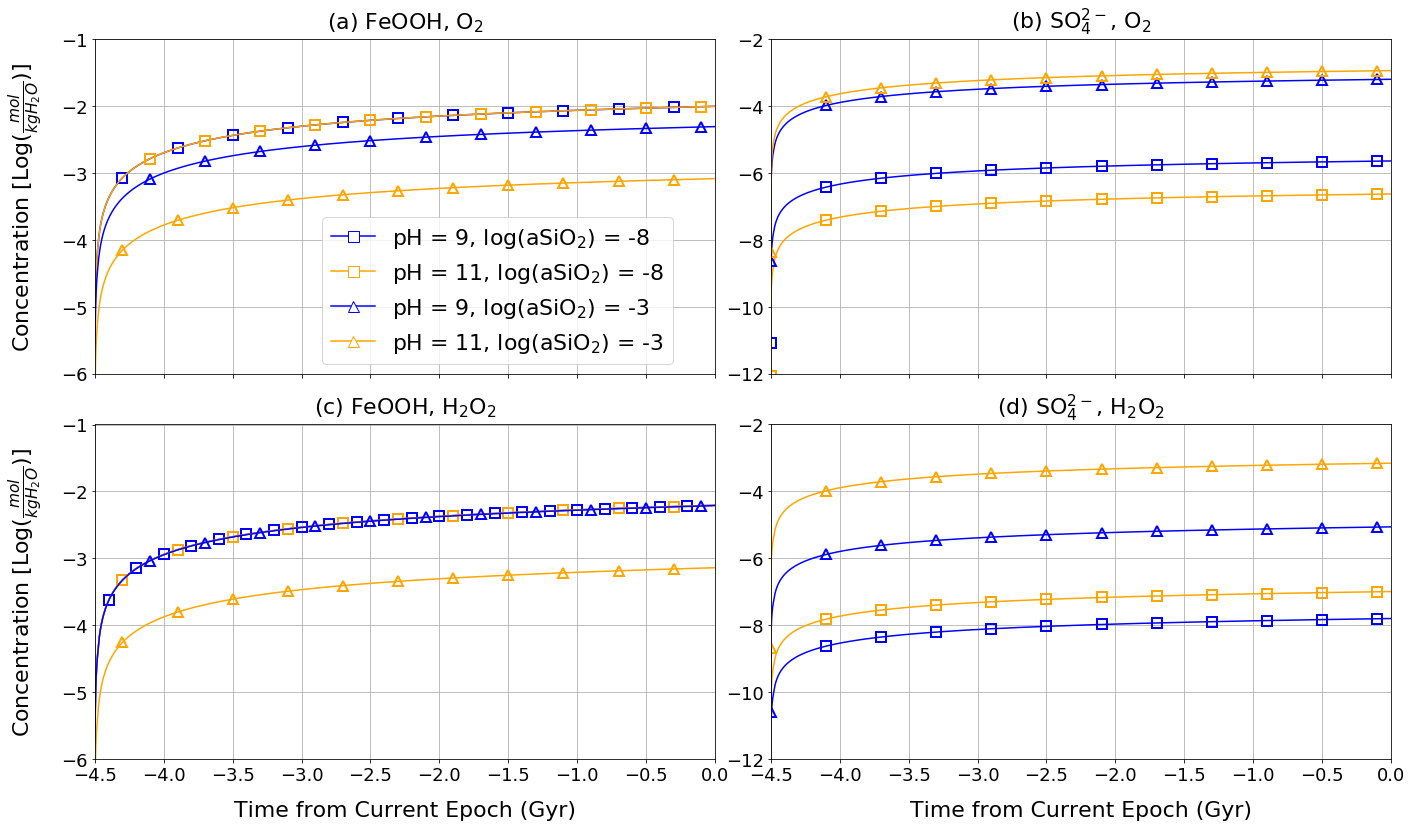 (a) FeOOH, O₂
(b) SO₄²⁻, O₂
Concentration [Log(mol/kgH₂O)]
−1
−2
−3
−4
−5
−6
pH = 9, log(aSiO₂) = -8
pH = 11, log(aSiO₂) = -8
pH = 9, log(aSiO₂) = -3
pH = 11, log(aSiO₂) = -3
−2
−4
−6
−8
−10
−12
(c) FeOOH, H₂O₂
(d) SO₄²⁻, H₂O₂
Concentration [Log(mol/kgH₂O)]
−1
−2
−3
−4
−5
−6
−4.5 −4.0 −3.5 −3.0 −2.5 −2.0 −1.5 −1.0 −0.5 0.0
Time from Current Epoch (Gyr)
−2
−4
−6
−8
−10
−12
−4.5 −4.0 −3.5 −3.0 −2.5 −2.0 −1.5 −1.0 −0.5 0.0
Time from Current Epoch (Gyr)